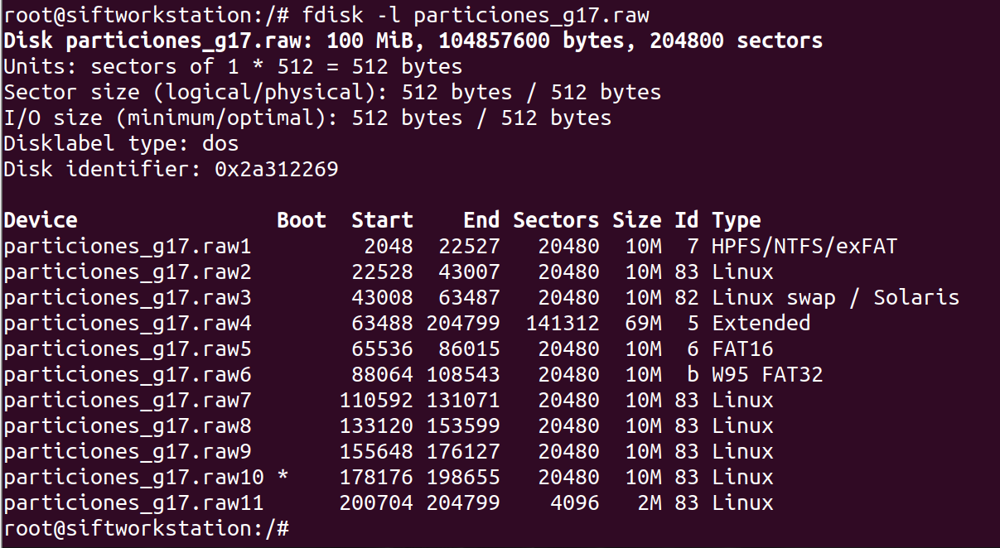 root@siftworkstation:/# fdisk -l particiones_g17.raw
Disk particiones_g17.raw: 100 MiB, 104857600 bytes, 204800 sectors
Units: sectors of 1 * 512 = 512 bytes
Sector size (logical/physical): 512 bytes / 512 bytes
I/O size (minimum/optimal): 512 bytes / 512 bytes
Disklabel type: dos
Disk identifier: 0x2a312269

Device                Boot  Start    End Sectors Size Id Type
particiones_g17.raw1         2048  22527   20480  10M  7 HPFS/NTFS/exFAT
particiones_g17.raw2        22528  43007   20480  10M 83 Linux
particiones_g17.raw3        43008  63487   20480  10M 82 Linux swap / Solaris
particiones_g17.raw4        63488 204799  141312  69M  5 Extended
particiones_g17.raw5        65536  86015   20480  10M  6 FAT16
particiones_g17.raw6        88064 108543   20480  10M  b W95 FAT32
particiones_g17.raw7       110592 131071   20480  10M 83 Linux
particiones_g17.raw8       133120 153599   20480  10M 83 Linux
particiones_g17.raw9       155648 176127   20480  10M 83 Linux
particiones_g17.raw10 *    178176 198655   20480  10M 83 Linux
particiones_g17.raw11      200704 204799    4096   2M 83 Linux
root@siftworkstation:/#